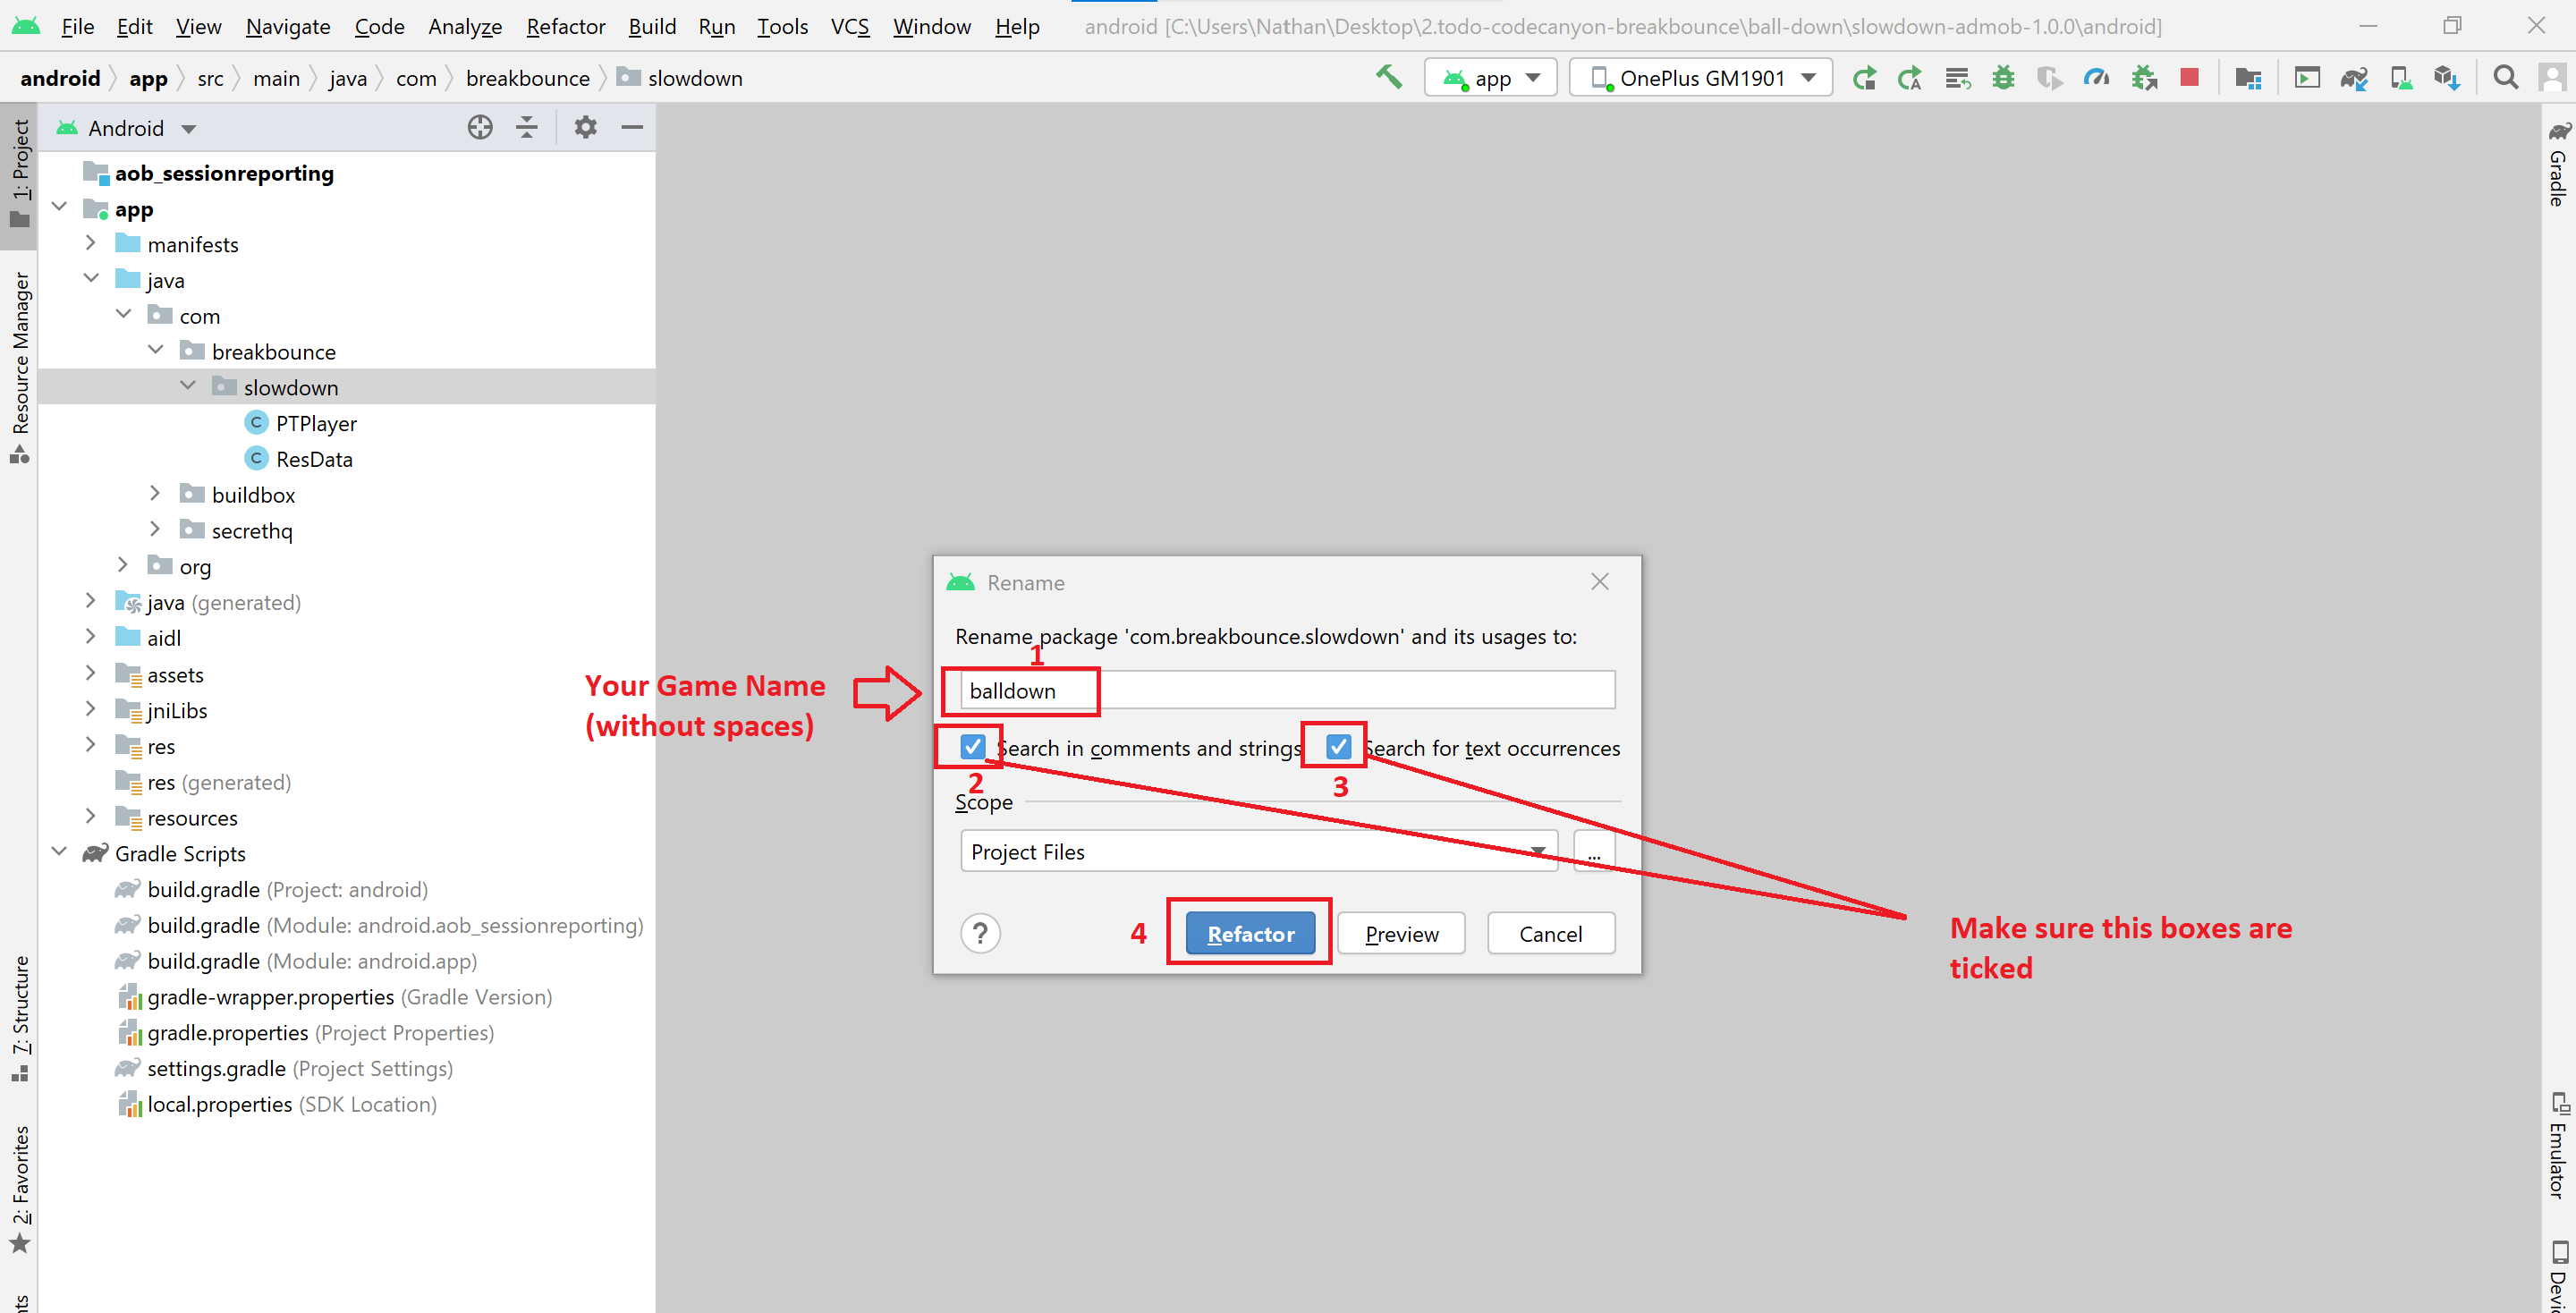 File Edit View Navigate Code Analyze Refactor Build Run Tools VCS Window Help android [C:\Users\Nathan\Desktop\2.todo-codecanyon-breakbounce\ball-down\slowdown-admob-1.0.0\android]
android app src main java com breakbounce slowdown app OnePlus GM1901
1: Project
Resource Manager
7: Structure
2: Favorites
Android
aob_sessionreporting
app
manifests
java
com
breakbounce
slowdown
C PTPlayer
C ResData
buildbox
secrethq
org
java (generated)
aidl
assets
jniLibs
res
res (generated)
resources
Gradle Scripts
build.gradle (Project: android)
build.gradle (Module: android.aob_sessionreporting)
build.gradle (Module: android.app)
gradle-wrapper.properties (Gradle Version)
gradle.properties (Project Properties)
settings.gradle (Project Settings)
local.properties (SDK Location)
Your Game Name
(without spaces)
Rename
Rename package 'com.breakbounce.slowdown' and its usages to:
1
balldown
Search in comments and strings Search for text occurrences
2 3
Scope
Project Files ...
4 ? Refactor Preview Cancel
Make sure this boxes are
ticked
Gradle
Emulator